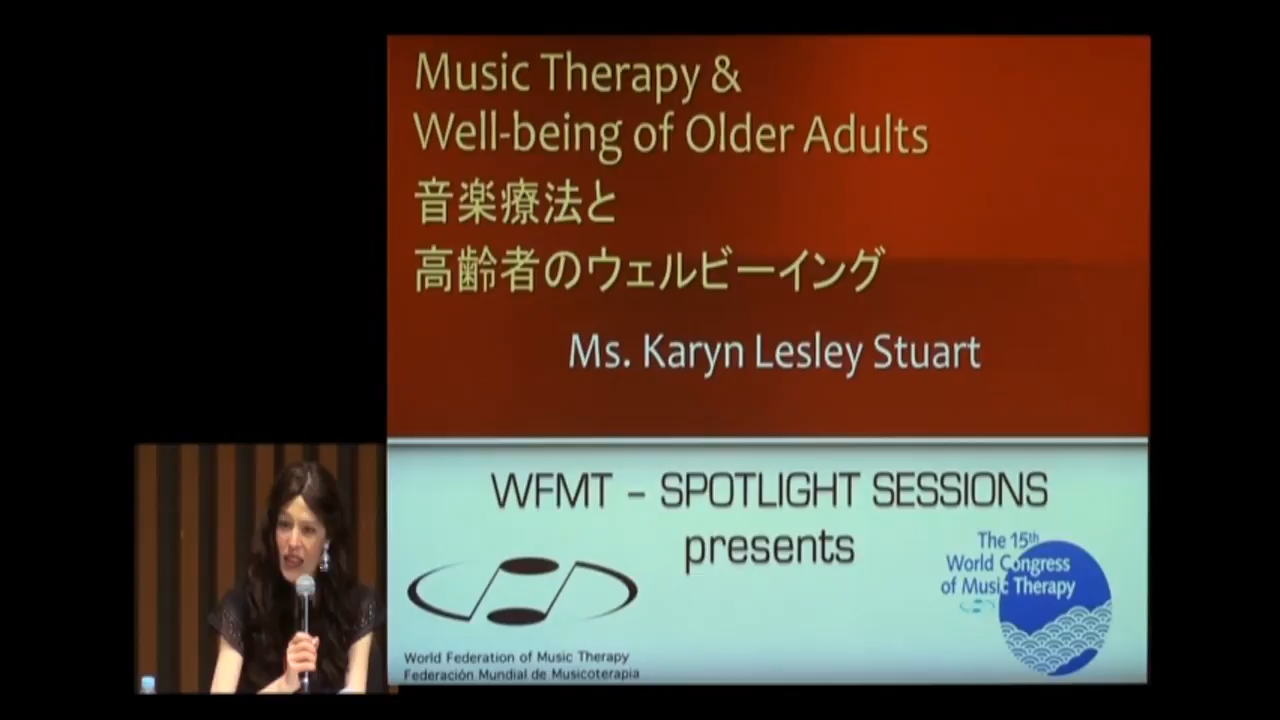 Music Therapy &
Well-being of Older Adults
音楽療法と
高齢者のウェルビーイング
Ms. Karyn Lesley Stuart
WFMT – SPOTLIGHT SESSIONS
presents
The 15th
World Congress
of Music Therapy
World Federation of Music Therapy
Federación Mundial de Musicoterapia